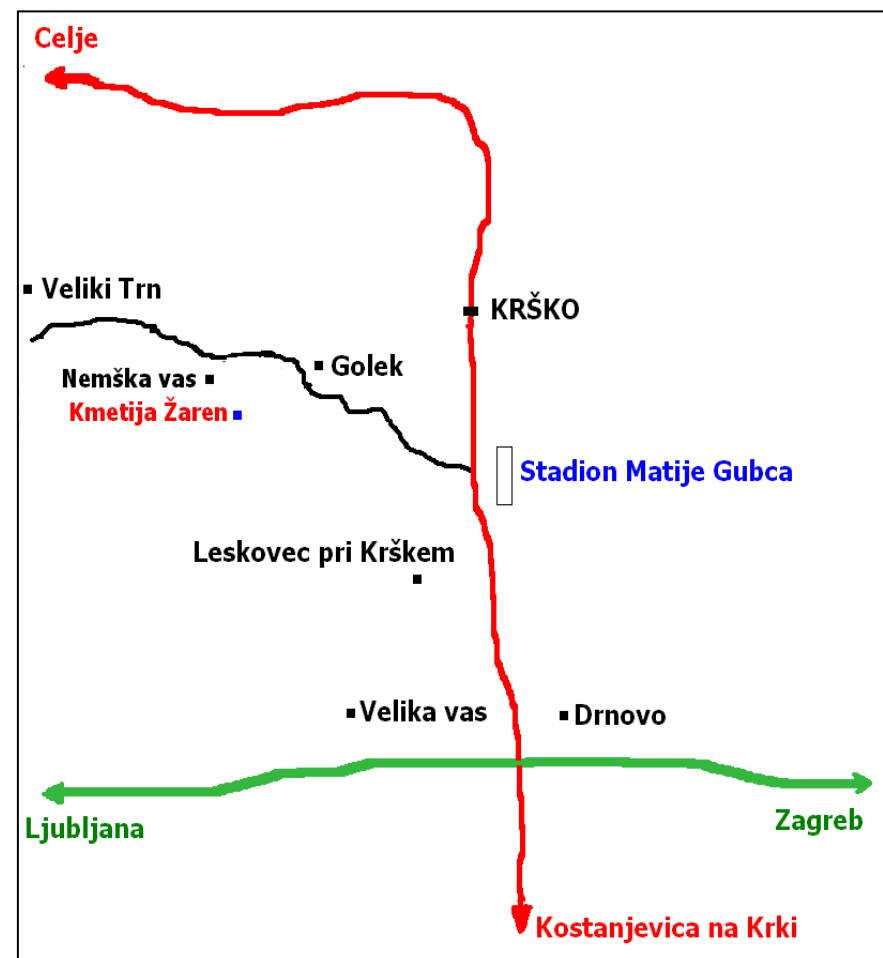 Celje
Veliki Trn
KRŠKO
Golek
Nemška vas
Kmetija Žaren
Stadion Matije Gubca
Leskovec pri Krškem
Velika vas
Drnovo
Ljubljana
Zagreb
Kostanjevica na Krki